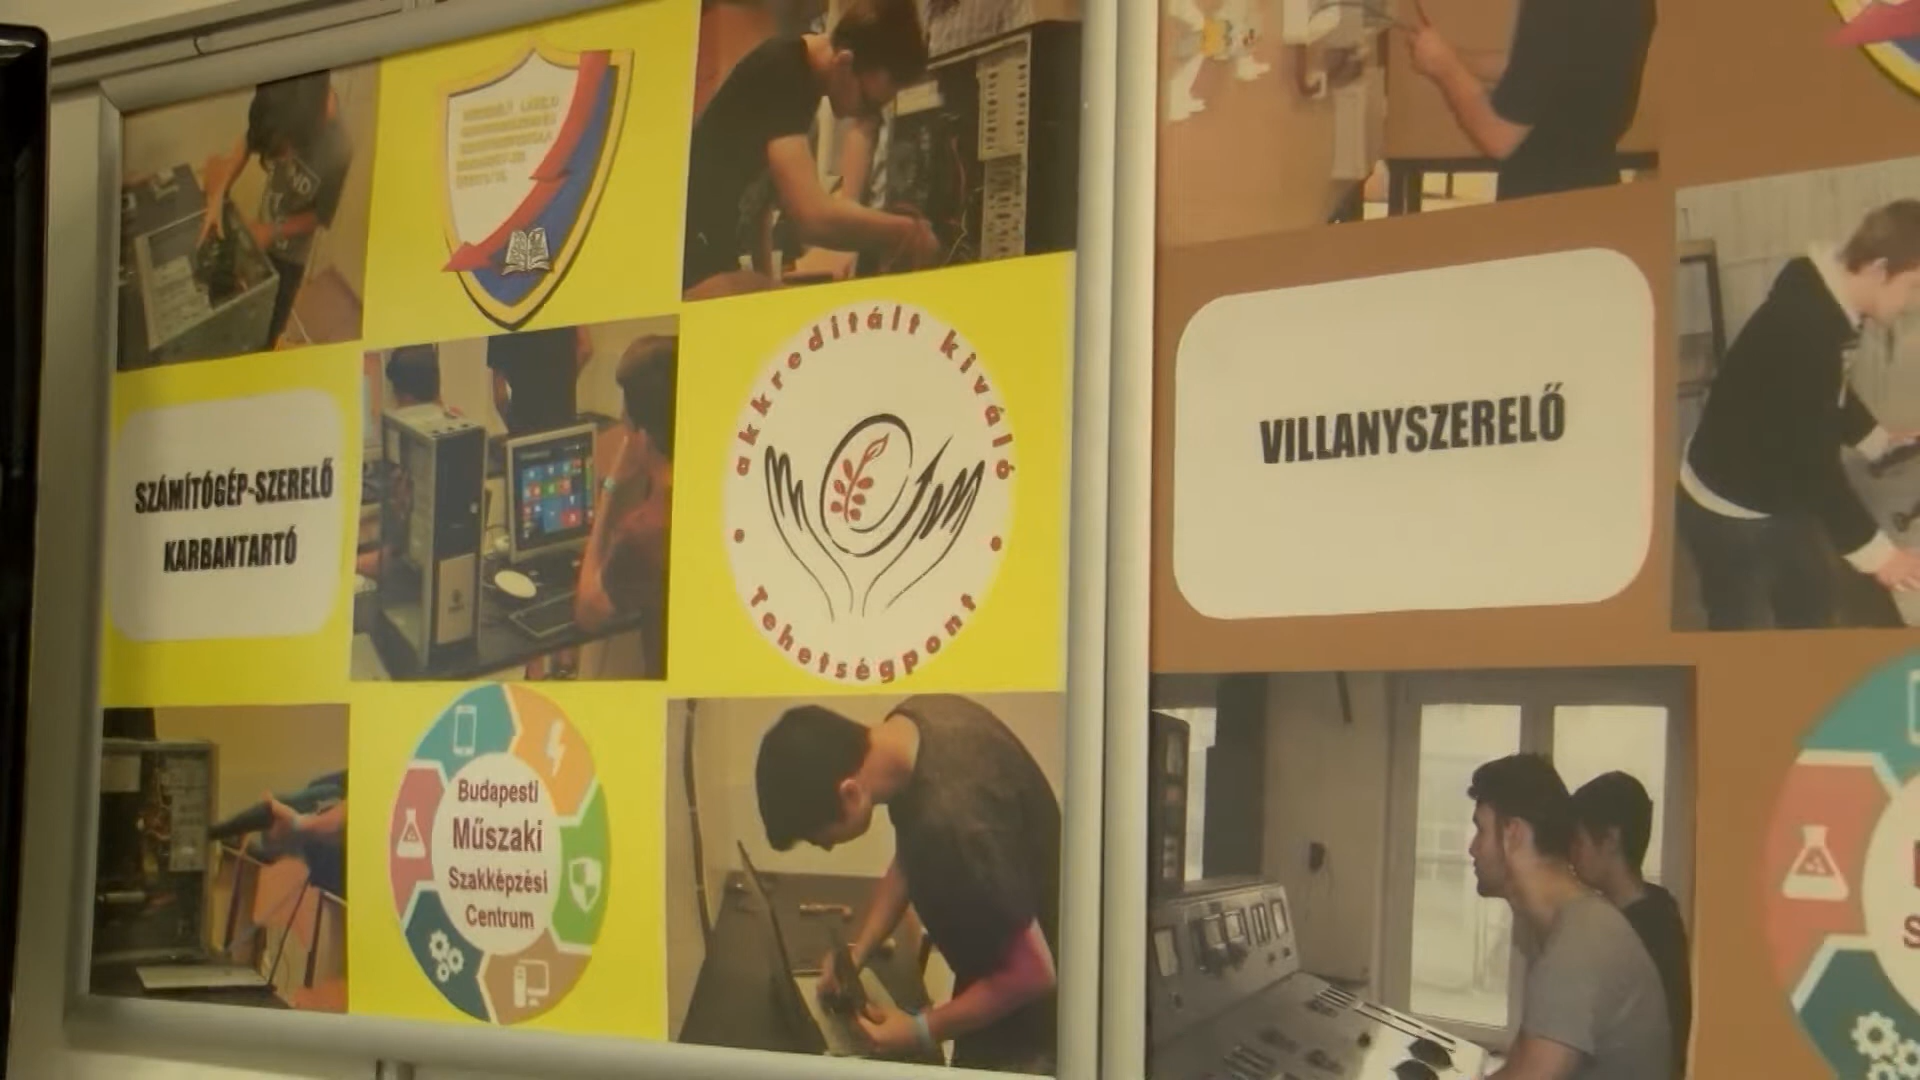 SZÁMÍTÓGÉP-SZERELŐ
KARBANTARTÓ
akkreditált kiváló
Tehetségpont
Budapesti
Műszaki
Szakképzési
Centrum
VILLANYSZERELŐ